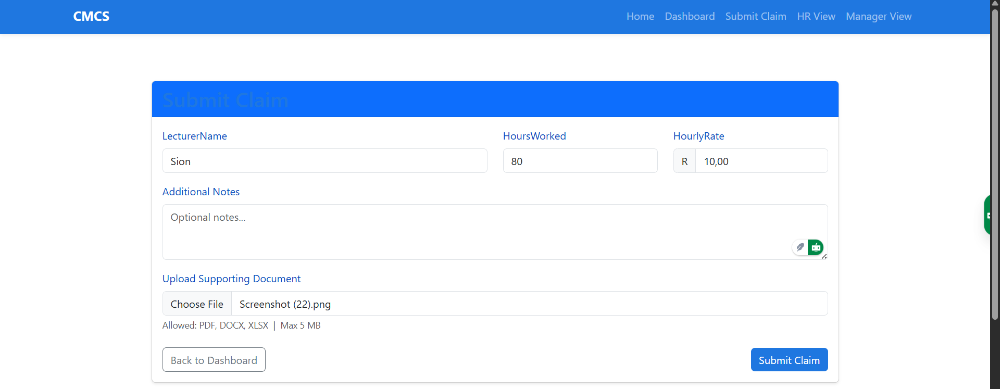 CMCS Home Dashboard Submit Claim HR View Manager View
Submit Claim
LecturerName HoursWorked HourlyRate
Sion 80 R 10,00
Additional Notes
Optional notes...
Upload Supporting Document
Choose File Screenshot (22).png
Allowed: PDF, DOCX, XLSX | Max 5 MB
Back to Dashboard Submit Claim